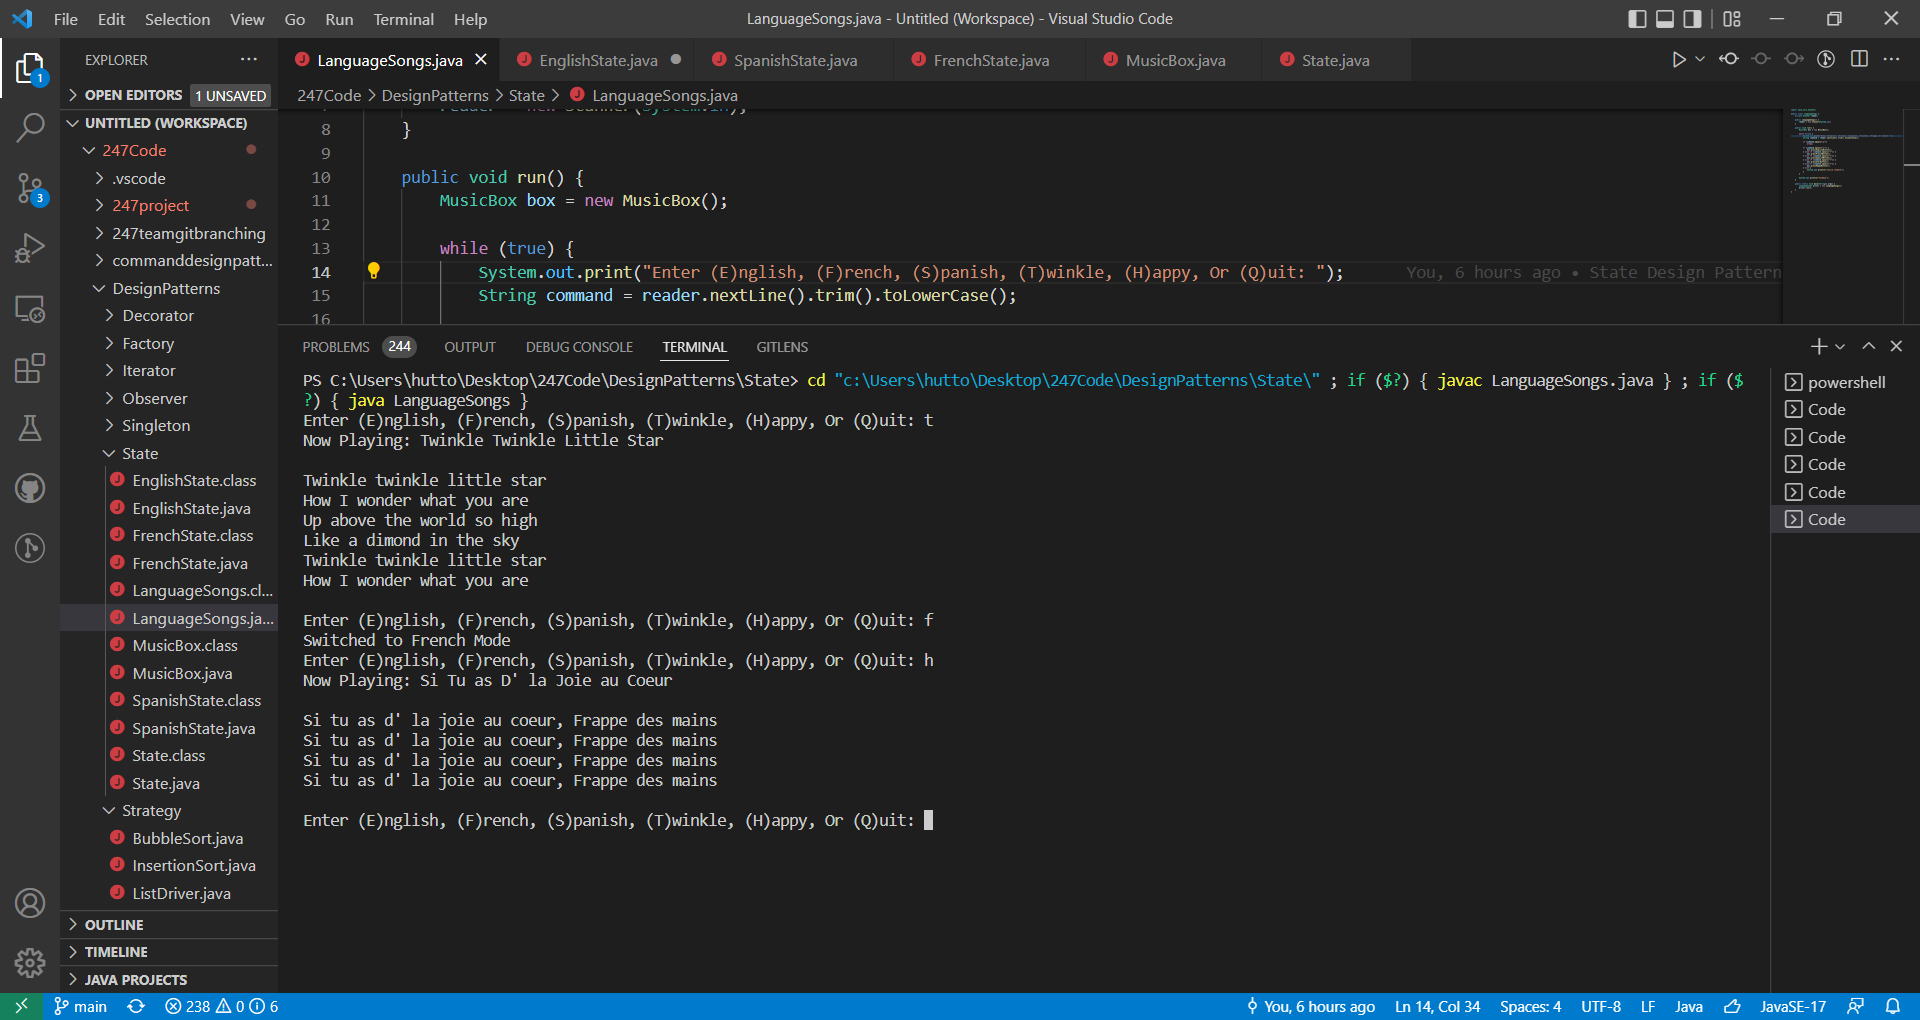 File Edit Selection View Go Run Terminal Help
LanguageSongs.java - Untitled (Workspace) - Visual Studio Code
EXPLORER
OPEN EDITORS 1 UNSAVED
UNTITLED (WORKSPACE)
247Code
.vscode
247project
247teamgitbranching
commanddesignpatt...
DesignPatterns
Decorator
Factory
Iterator
Observer
Singleton
State
EnglishState.class
EnglishState.java
FrenchState.class
FrenchState.java
LanguageSongs.cl...
LanguageSongs.ja...
MusicBox.class
MusicBox.java
SpanishState.class
SpanishState.java
State.class
State.java
Strategy
BubbleSort.java
InsertionSort.java
ListDriver.java
OUTLINE
TIMELINE
JAVA PROJECTS
1
3
LanguageSongs.java EnglishState.java SpanishState.java FrenchState.java MusicBox.java State.java
247Code > DesignPatterns > State > LanguageSongs.java
8 }
9
10 public void run() {
11 MusicBox box = new MusicBox();
12
13 while (true) {
14 System.out.print("Enter (E)nglish, (F)rench, (S)panish, (T)winkle, (H)appy, Or (Q)uit: "); You, 6 hours ago • State Design Pattern
15 String command = reader.nextLine().trim().toLowerCase();
16
PROBLEMS 244 OUTPUT DEBUG CONSOLE TERMINAL GITLENS
PS C:\Users\hutto\Desktop\247Code\DesignPatterns\State> cd "c:\Users\hutto\Desktop\247Code\DesignPatterns\State\" ; if ($?) { javac LanguageSongs.java } ; if ($
?) { java LanguageSongs }
Enter (E)nglish, (F)rench, (S)panish, (T)winkle, (H)appy, Or (Q)uit: t
Now Playing: Twinkle Twinkle Little Star
Twinkle twinkle little star
How I wonder what you are
Up above the world so high
Like a dimond in the sky
Twinkle twinkle little star
How I wonder what you are
Enter (E)nglish, (F)rench, (S)panish, (T)winkle, (H)appy, Or (Q)uit: f
Switched to French Mode
Enter (E)nglish, (F)rench, (S)panish, (T)winkle, (H)appy, Or (Q)uit: h
Now Playing: Si Tu as D' la Joie au Coeur
Si tu as d' la joie au coeur, Frappe des mains
Si tu as d' la joie au coeur, Frappe des mains
Si tu as d' la joie au coeur, Frappe des mains
Si tu as d' la joie au coeur, Frappe des mains
Enter (E)nglish, (F)rench, (S)panish, (T)winkle, (H)appy, Or (Q)uit:
powershell
Code
Code
Code
Code
Code
main 238 0 6
You, 6 hours ago Ln 14, Col 34 Spaces: 4 UTF-8 LF Java JavaSE-17